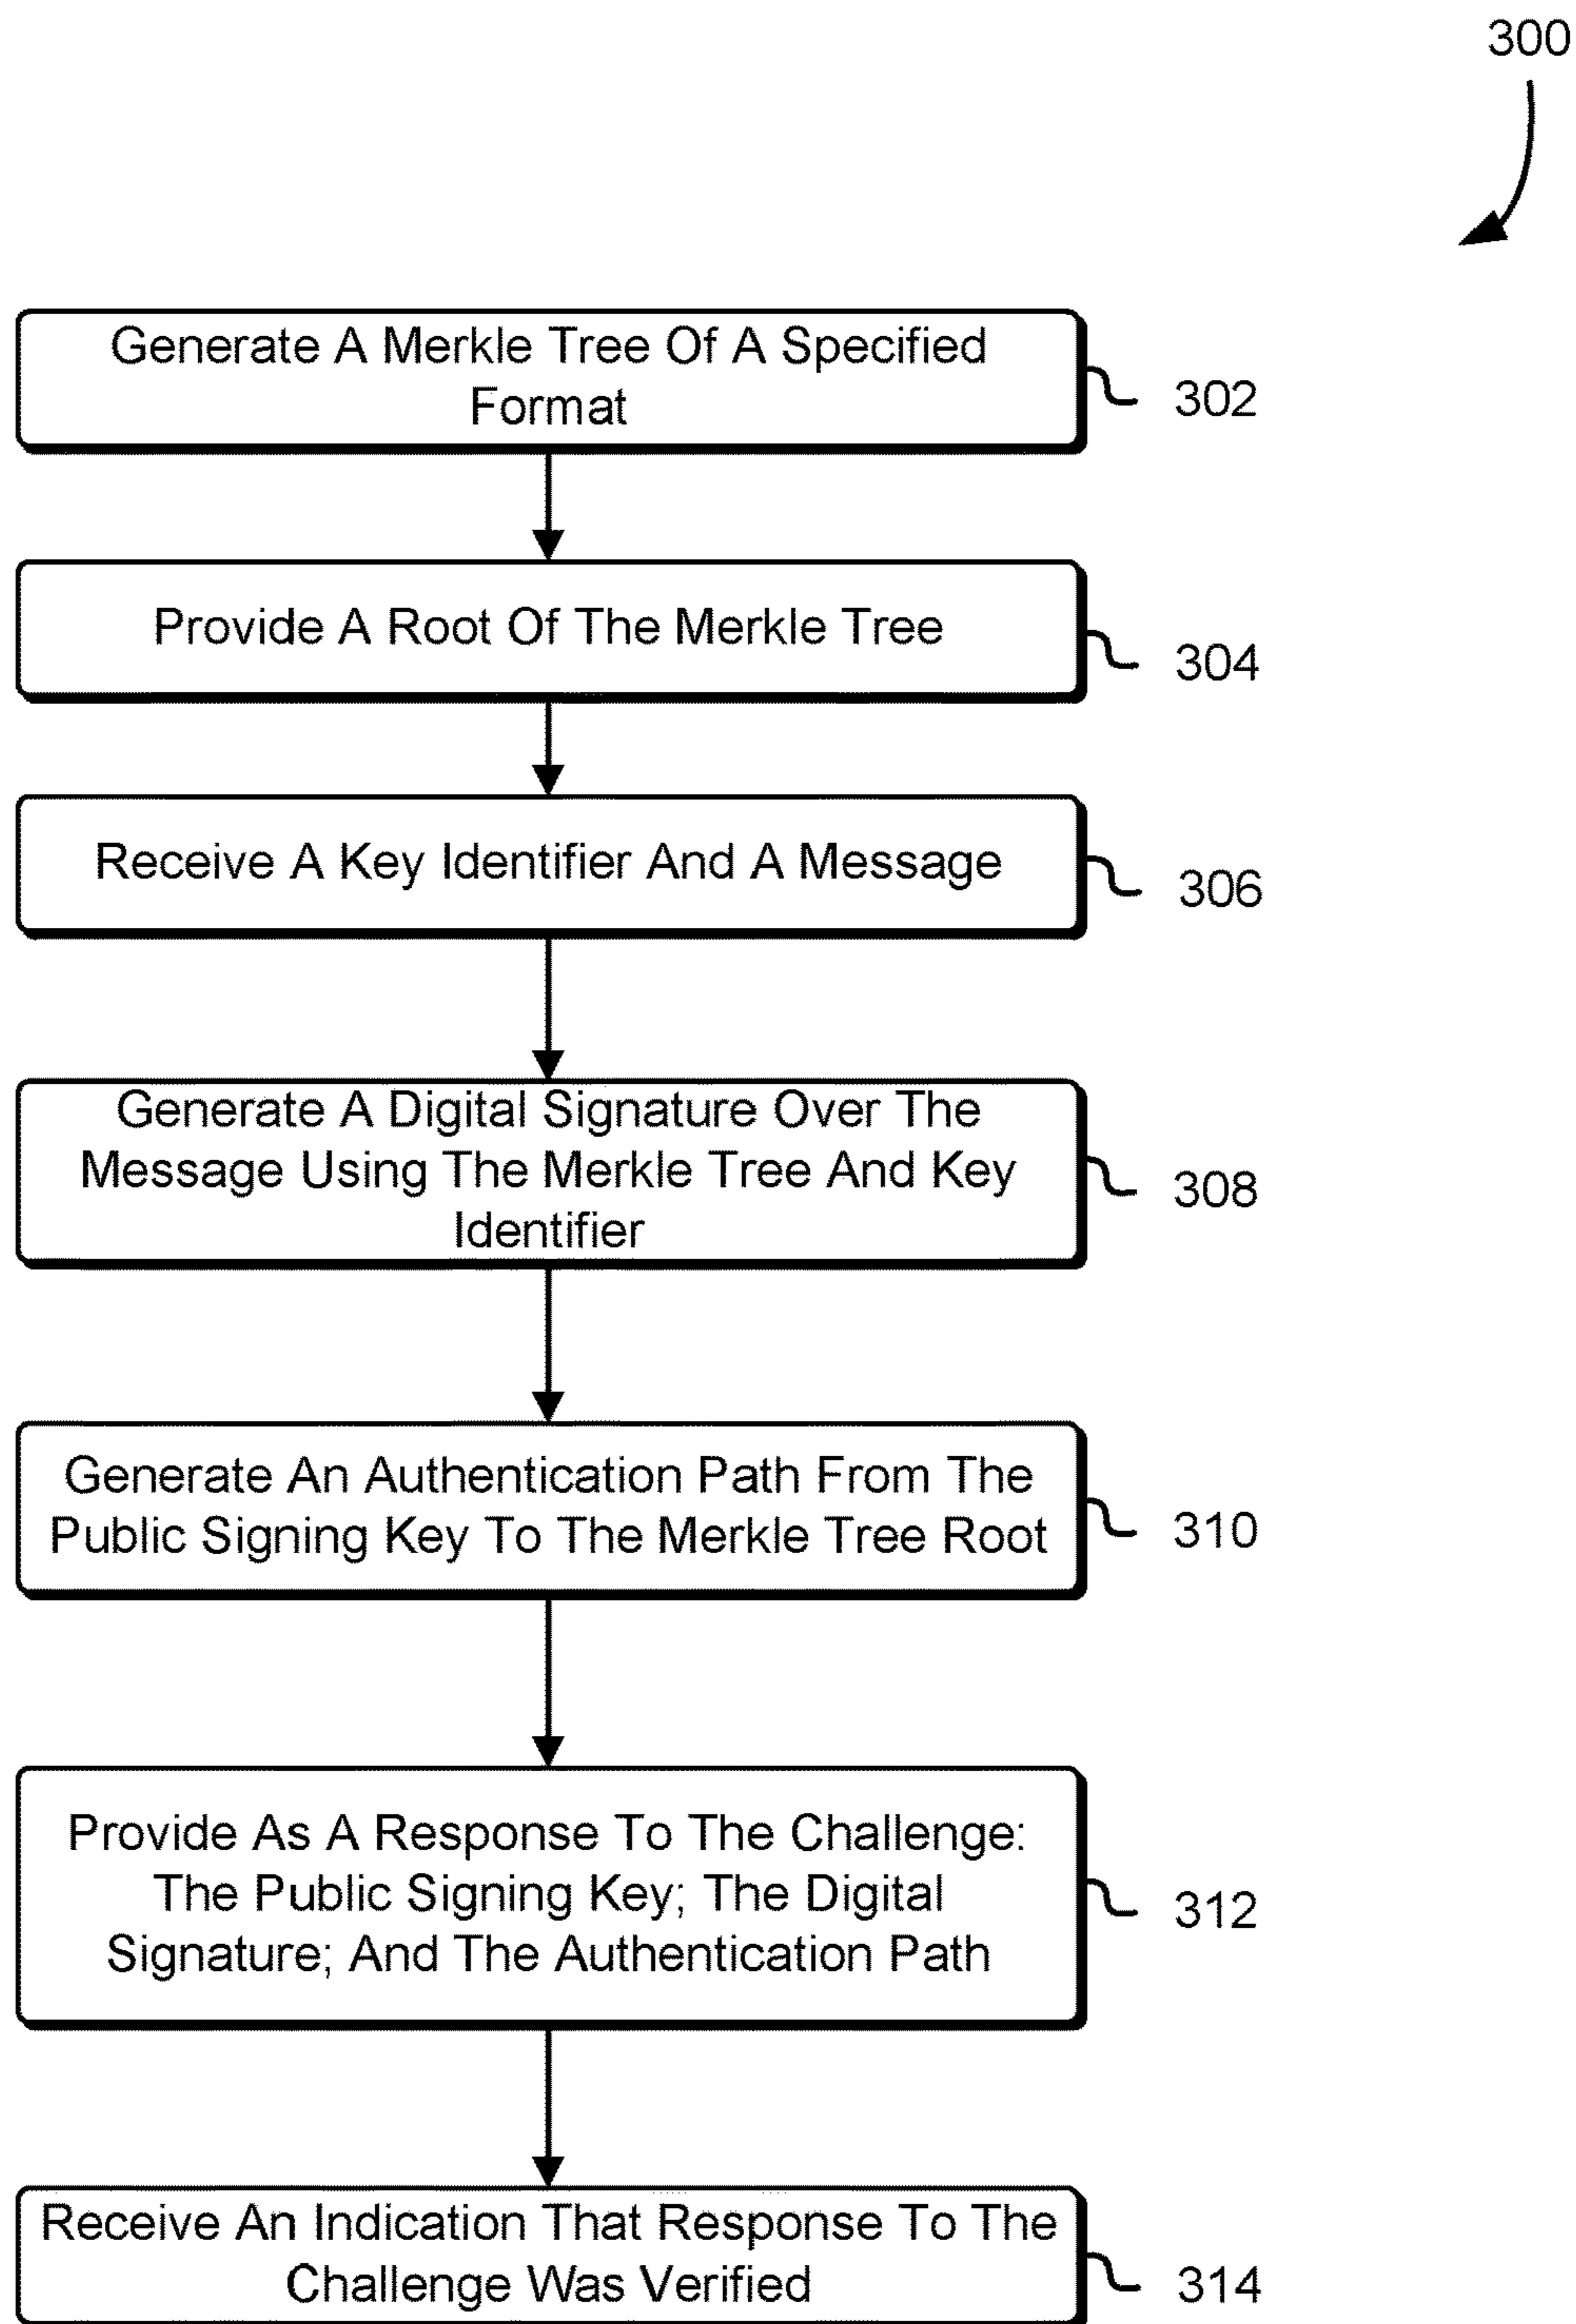 300
Generate A Merkle Tree Of A Specified
Format
302
Provide A Root Of The Merkle Tree
304
Receive A Key Identifier And A Message
306
Generate A Digital Signature Over The
Message Using The Merkle Tree And Key
Identifier
308
Generate An Authentication Path From The
Public Signing Key To The Merkle Tree Root
310
Provide As A Response To The Challenge:
The Public Signing Key; The Digital
Signature; And The Authentication Path
312
Receive An Indication That Response To The
Challenge Was Verified
314